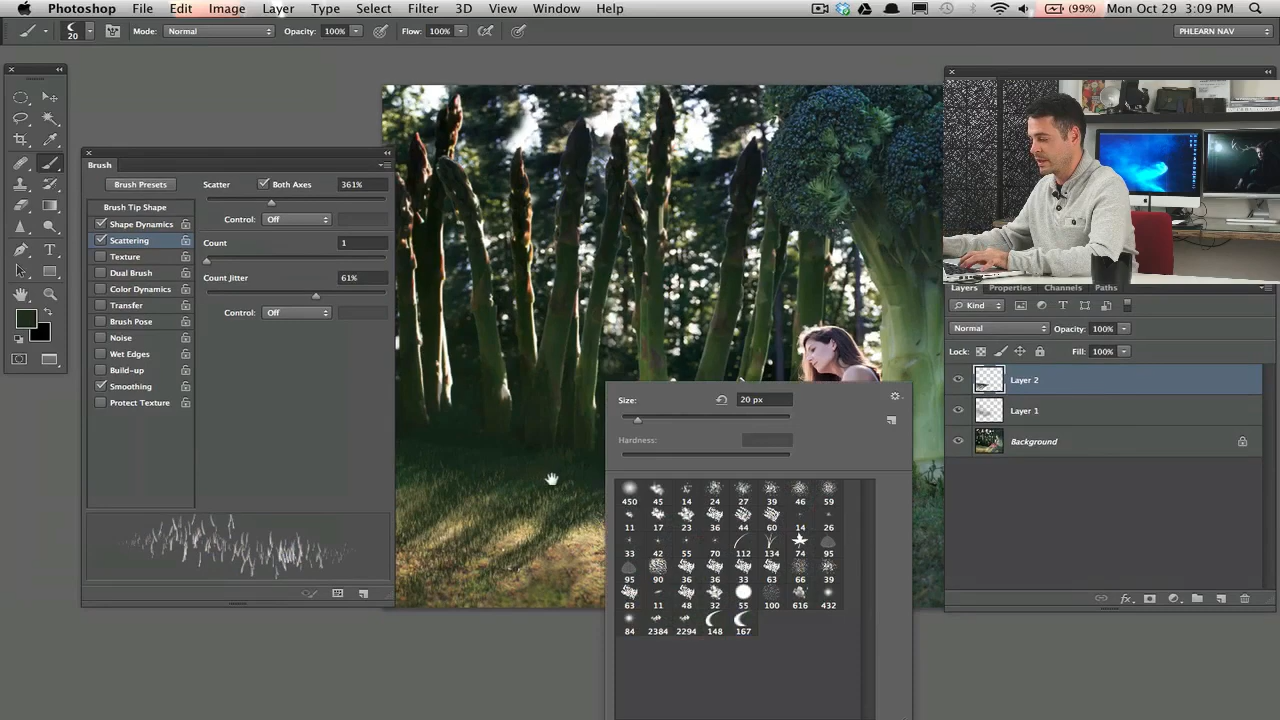 Photoshop File Edit Image Layer Type Select Filter 3D View Window Help (99%) Mon Oct 29 3:09 PM
20 Mode: Normal Opacity: 100% Flow: 100% PHLEARN NAV
Brush
Brush Presets Scatter Both Axes 361%
Brush Tip Shape
Shape Dynamics Control: Off
Scattering Count 1
Texture
Dual Brush Count Jitter 61%
Color Dynamics
Transfer Control: Off
Brush Pose
Noise
Wet Edges
Build-up
Smoothing
Protect Texture
Size: 20 px
Hardness:
450 45 14 24 27 39 46 59
11 17 23 36 44 60 14 26
33 42 55 70 112 134 74 95
95 90 36 36 33 63 66 39
63 11 48 32 55 100 616 432
84 2384 2294 148 167
Layers Properties Channels Paths
Kind
Normal Opacity: 100%
Lock: Fill: 100%
Layer 2
Layer 1
Background